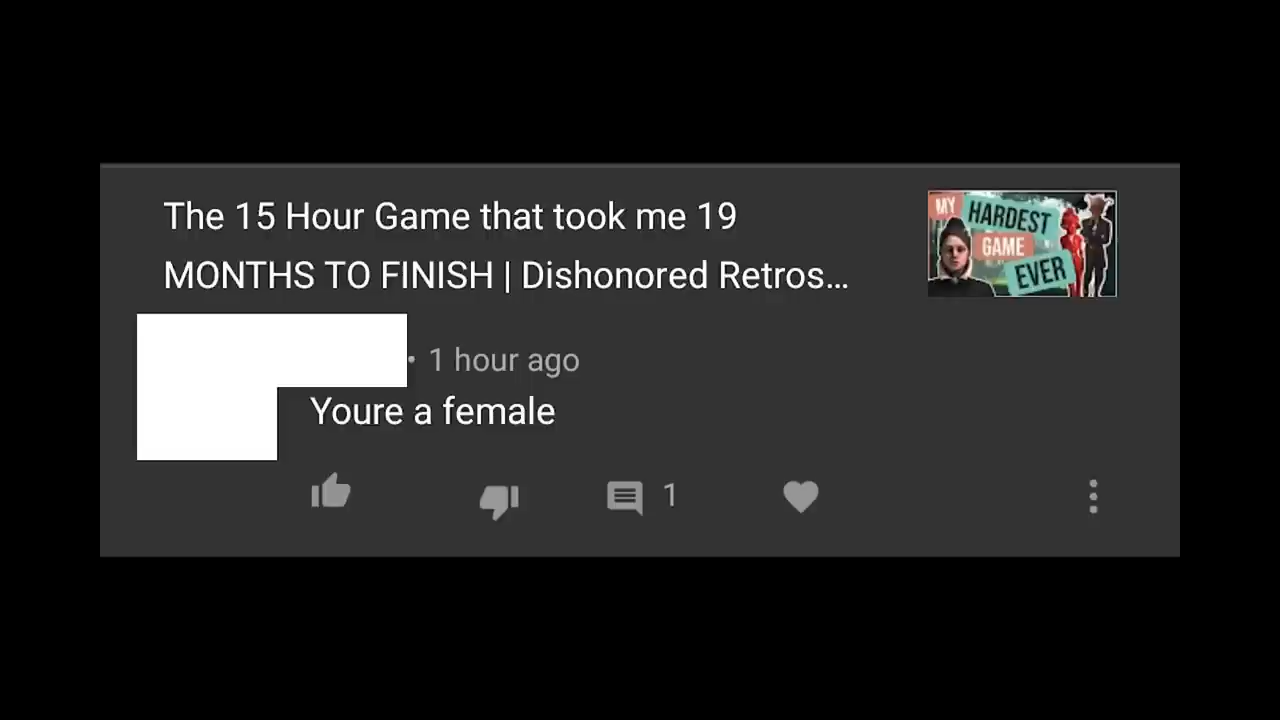 The 15 Hour Game that took me 19
MONTHS TO FINISH | Dishonored Retros...
MY HARDEST
GAME
EVER
• 1 hour ago
Youre a female
1